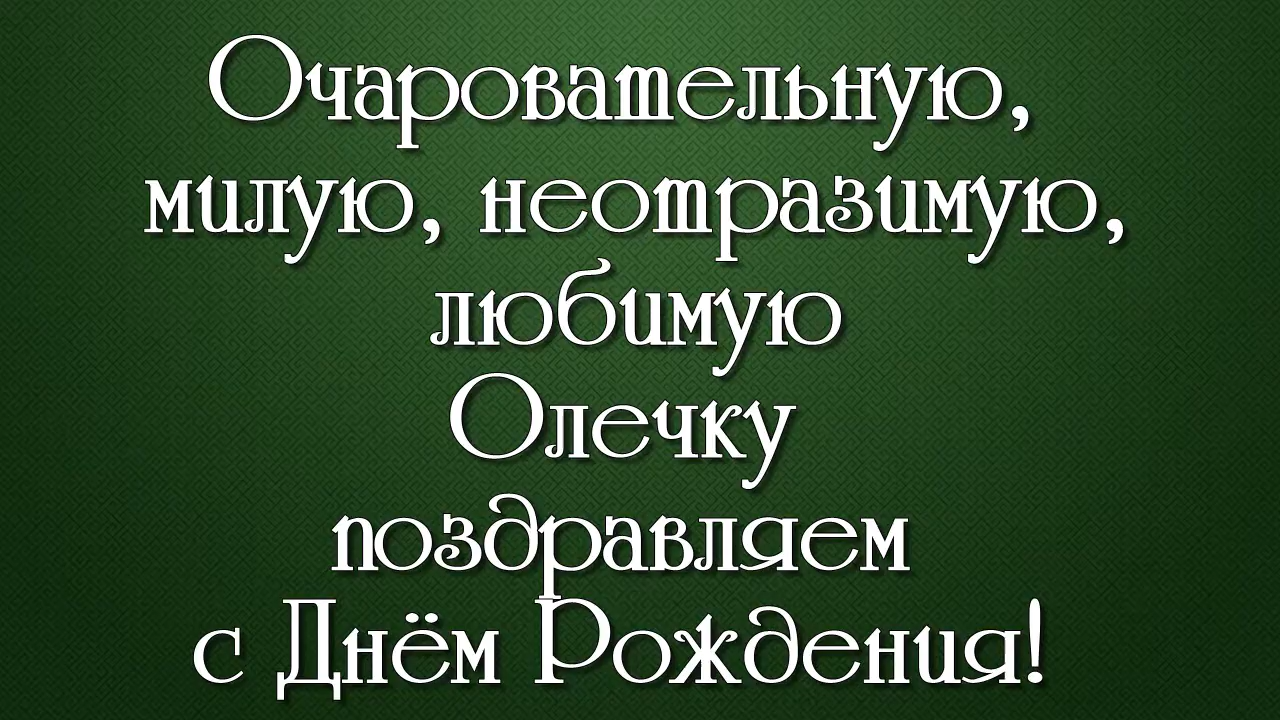 Очаровательную,
милую, неотразимую,
любимую
Олечку
поздравляем
с Днём Рождения!